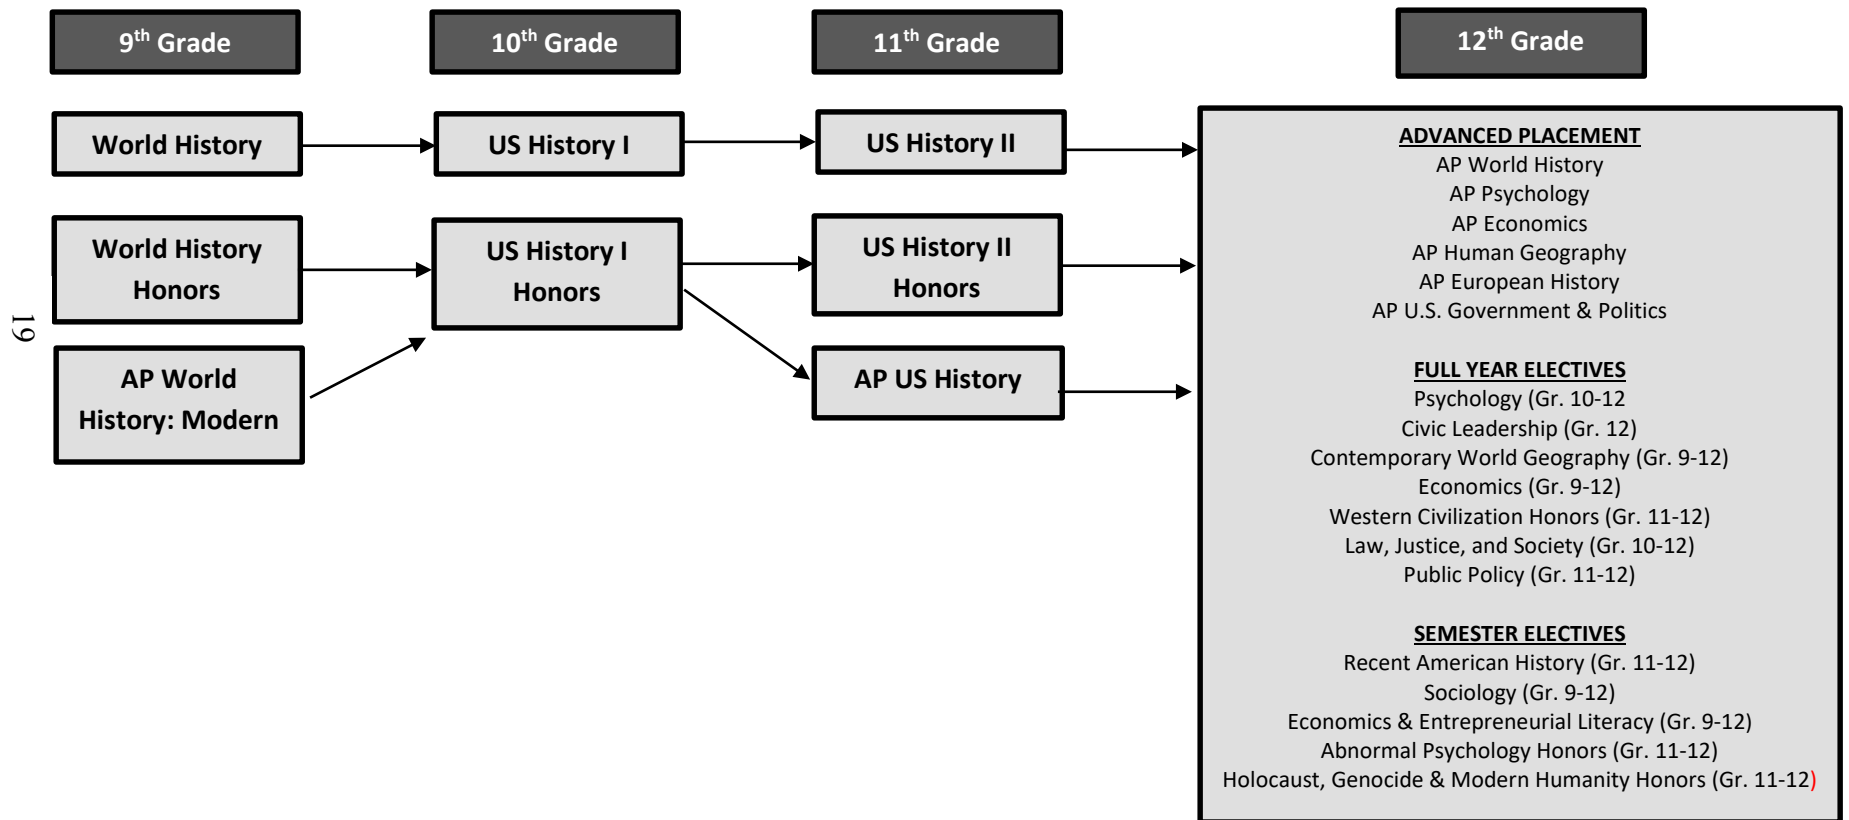 9th Grade
10th Grade
11th Grade
12th Grade
World History
US History I
US History II
World History
Honors
US History I
Honors
US History II
Honors
AP World
History: Modern
AP US History
ADVANCED PLACEMENT
AP World History
AP Psychology
AP Economics
AP Human Geography
AP European History
AP U.S. Government & Politics
FULL YEAR ELECTIVES
Psychology (Gr. 10-12
Civic Leadership (Gr. 12)
Contemporary World Geography (Gr. 9-12)
Economics (Gr. 9-12)
Western Civilization Honors (Gr. 11-12)
Law, Justice, and Society (Gr. 10-12)
Public Policy (Gr. 11-12)
SEMESTER ELECTIVES
Recent American History (Gr. 11-12)
Sociology (Gr. 9-12)
Economics & Entrepreneurial Literacy (Gr. 9-12)
Abnormal Psychology Honors (Gr. 11-12)
Holocaust, Genocide & Modern Humanity Honors (Gr. 11-12)
19